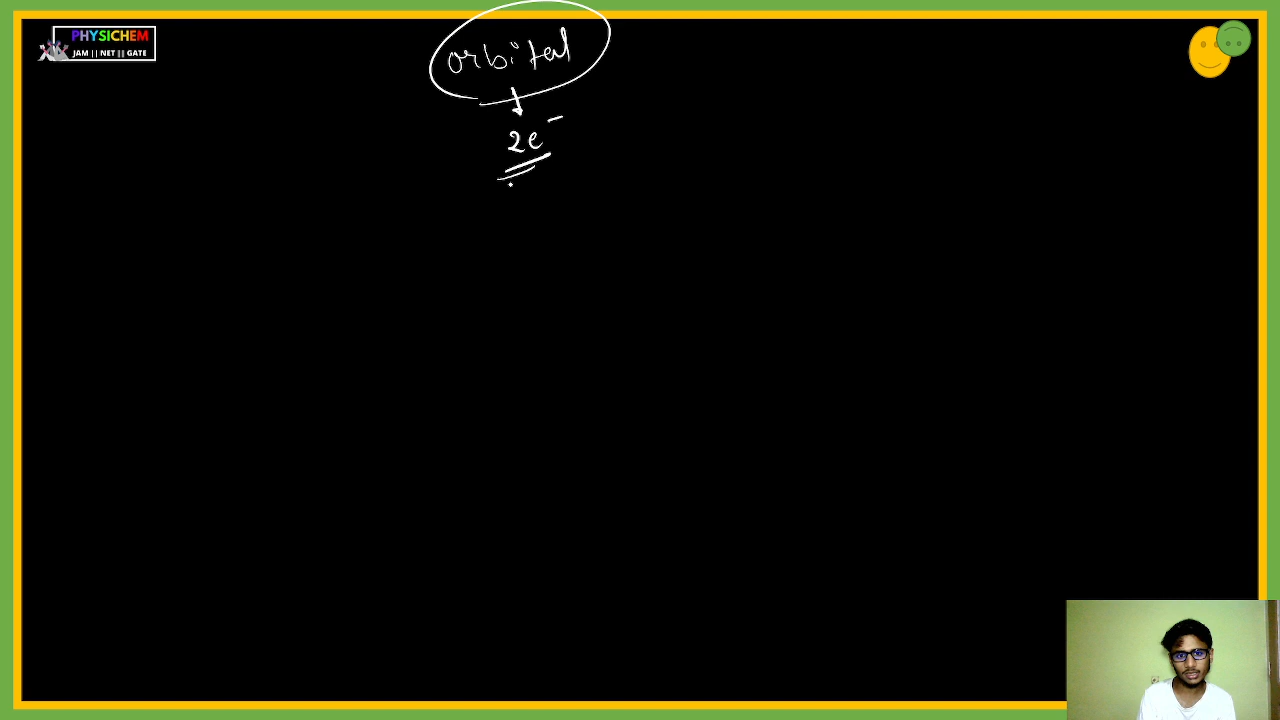 PHYSICHEM
JAM || NET || GATE
orbital
2e⁻